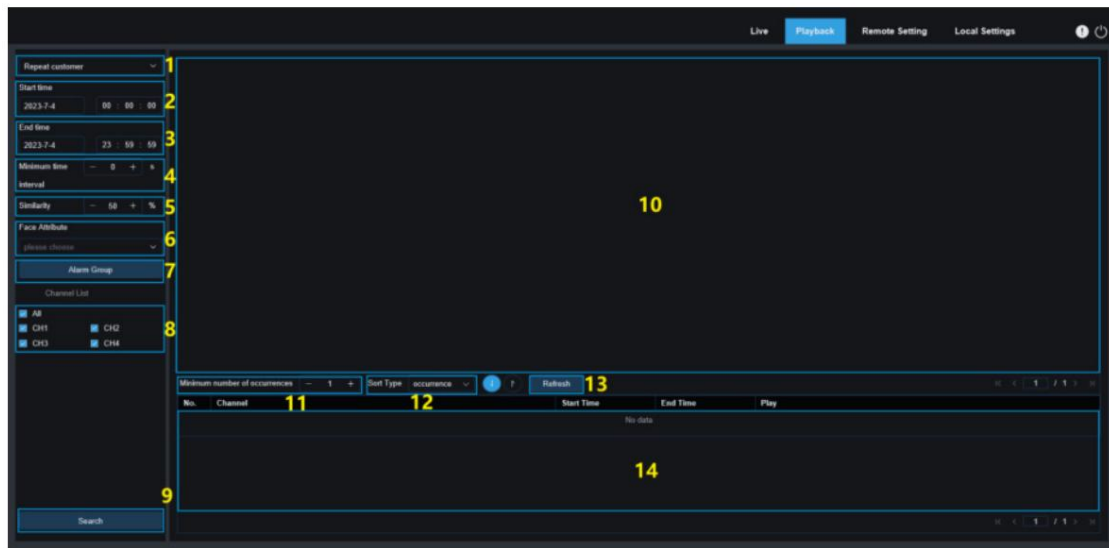 Live Playback Remote Setting Local Settings
Repeat customer 1
Start time
2023-7-4 00 : 00 : 00 2
End time
2023-7-4 23 : 59 : 59 3
Minimum time − 0 + s
Interval 4
Similarity − 50 + % 5
Face Attribute
please choose 6
Alarm Group 7
Channel List
All
CH1 CH2 8
CH3 CH4
9
Search
10
Minimum number of occurrences − 1 + Sort Type occurrence Refresh 13 1 / 1
11 12
No. Channel Start Time End Time Play
No data
14
1 / 1